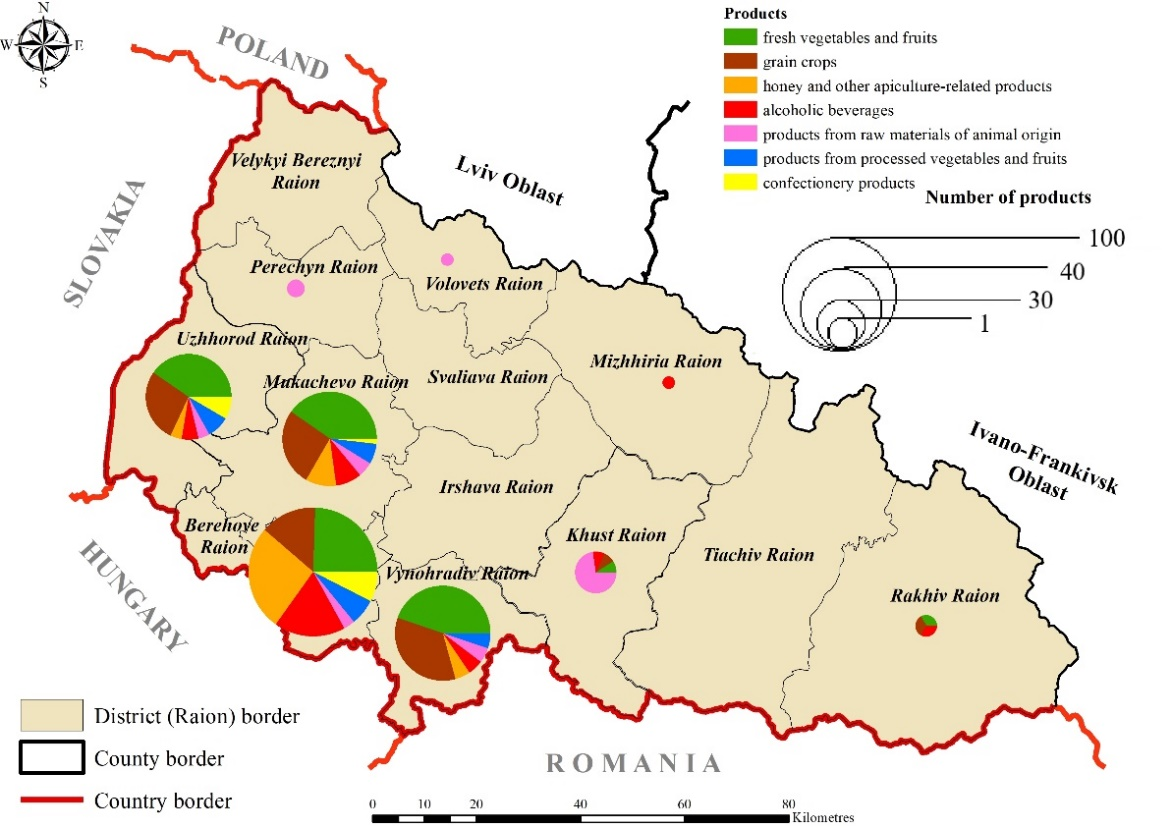 N
W
E
S
POLAND
SLOVAKIA
HUNGARY
ROMANIA
Lviv Oblast
Ivano-Frankivsk
Oblast
Products
fresh vegetables and fruits
grain crops
honey and other apiculture-related products
alcoholic beverages
products from raw materials of animal origin
products from processed vegetables and fruits
confectionery products
Number of products
100
40
30
1
Velykyi Bereznyi
Raion
Perechyn Raion
Volovets Raion
Uzhhorod Raion
Mukachevo Raion
Svaliava Raion
Mizhhiria Raion
Irshava Raion
Berehove
Raion
Khust Raion
Tiachiv Raion
Vynohradiv Raion
Rakhiv Raion
District (Raion) border
County border
Country border
0 10 20 40 60 80
Kilometres